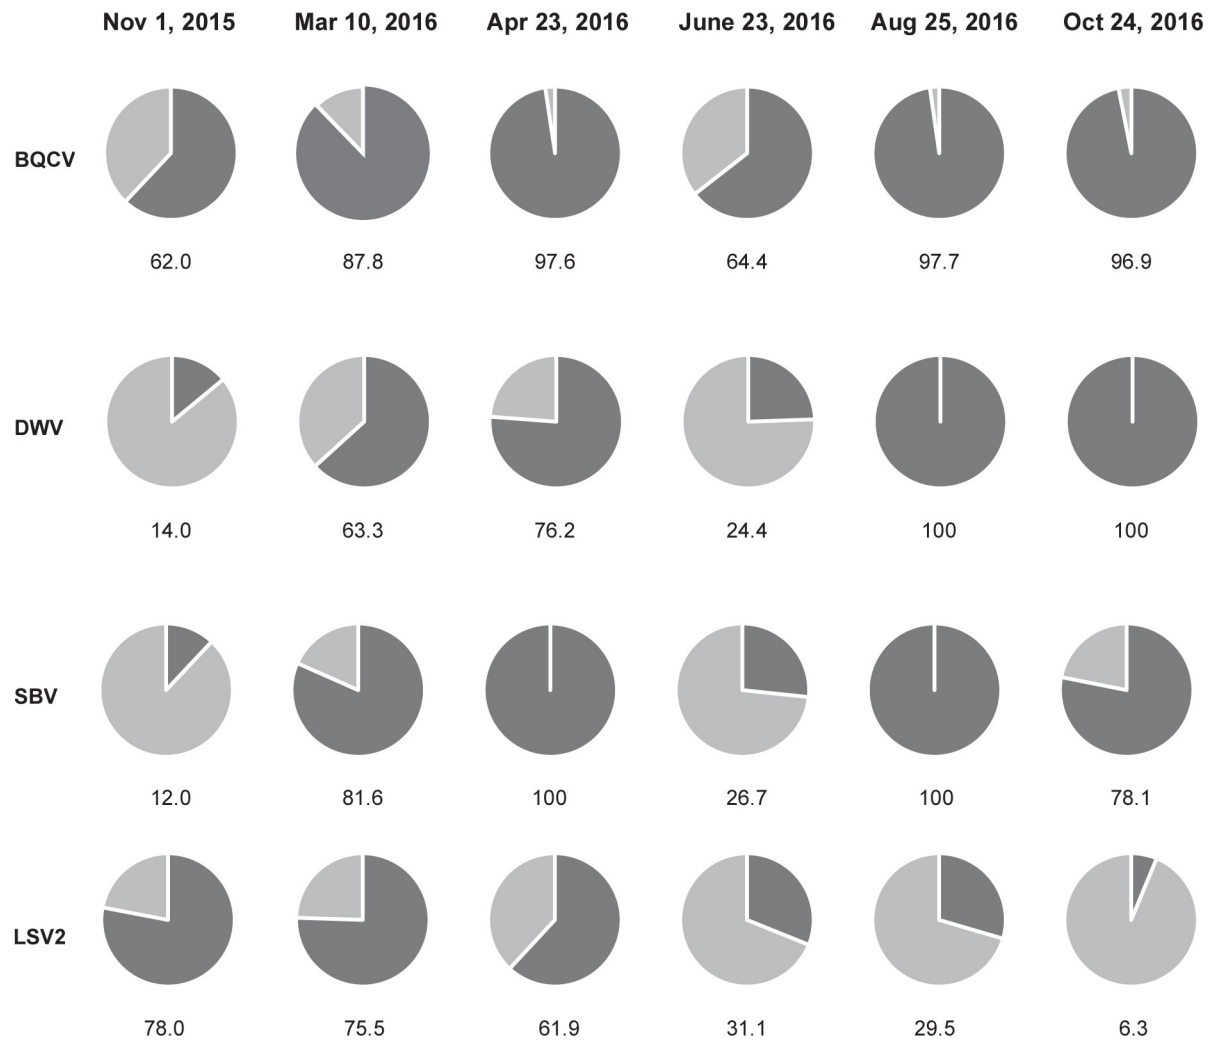 Nov 1, 2015 Mar 10, 2016 Apr 23, 2016 June 23, 2016 Aug 25, 2016 Oct 24, 2016
BQCV
62.0 87.8 97.6 64.4 97.7 96.9
DWV
14.0 63.3 76.2 24.4 100 100
SBV
12.0 81.6 100 26.7 100 78.1
LSV2
78.0 75.5 61.9 31.1 29.5 6.3